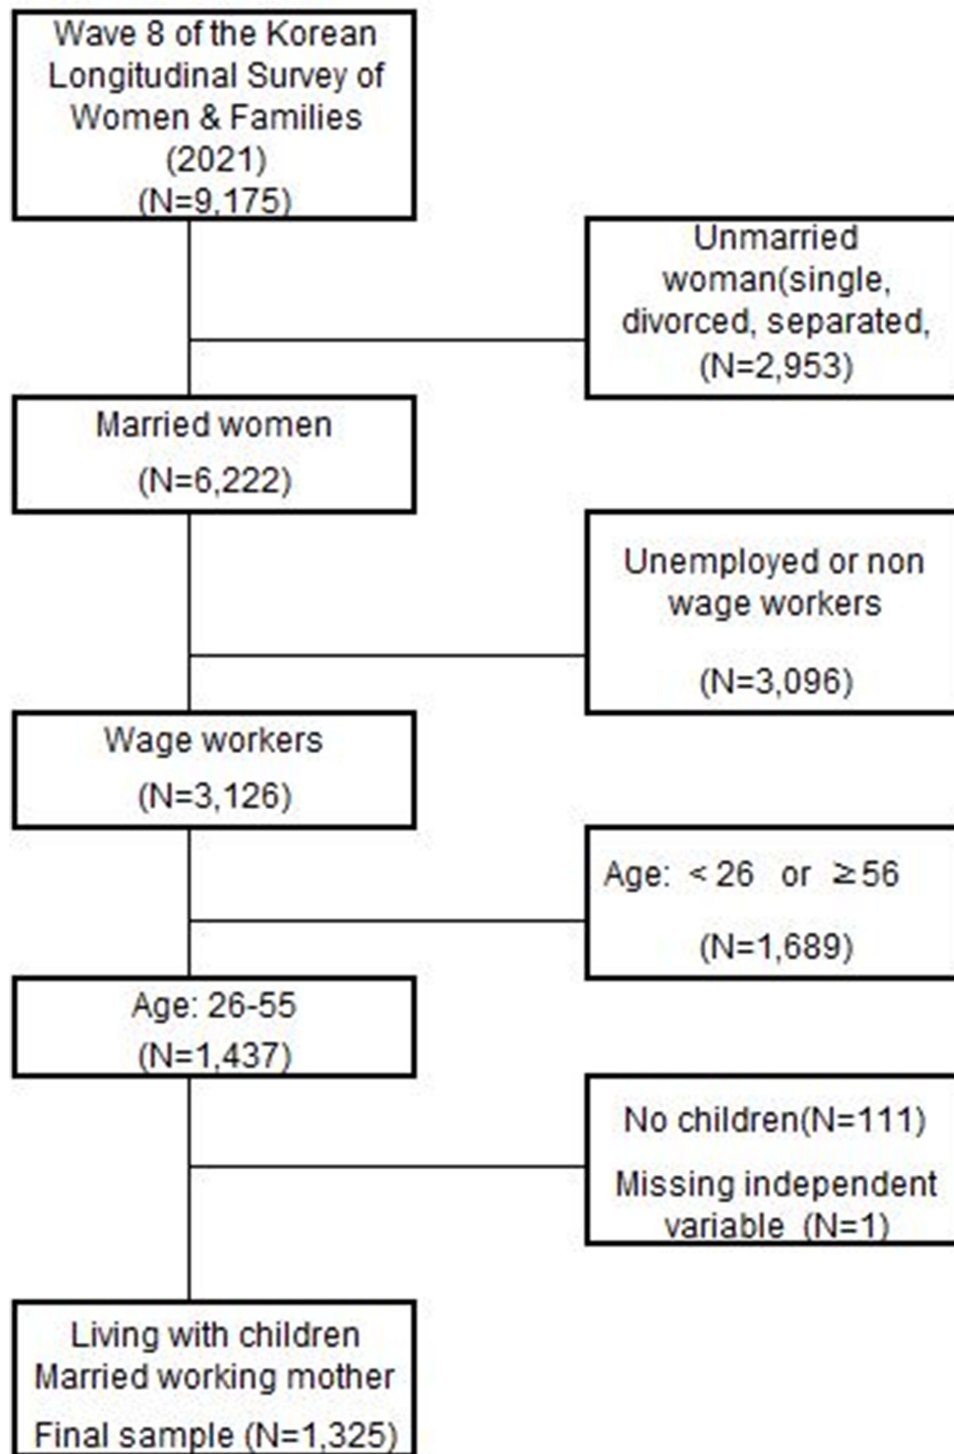 Wave 8 of the Korean
Longitudinal Survey of
Women & Families
(2021)
(N=9,175)
Unmarried
woman(single,
divorced, separated,
(N=2,953)
Married women
(N=6,222)
Unemployed or non
wage workers
(N=3,096)
Wage workers
(N=3,126)
Age: < 26 or ≥56
(N=1,689)
Age: 26-55
(N=1,437)
No children(N=111)
Missing independent
variable (N=1)
Living with children
Married working mother
Final sample (N=1,325)